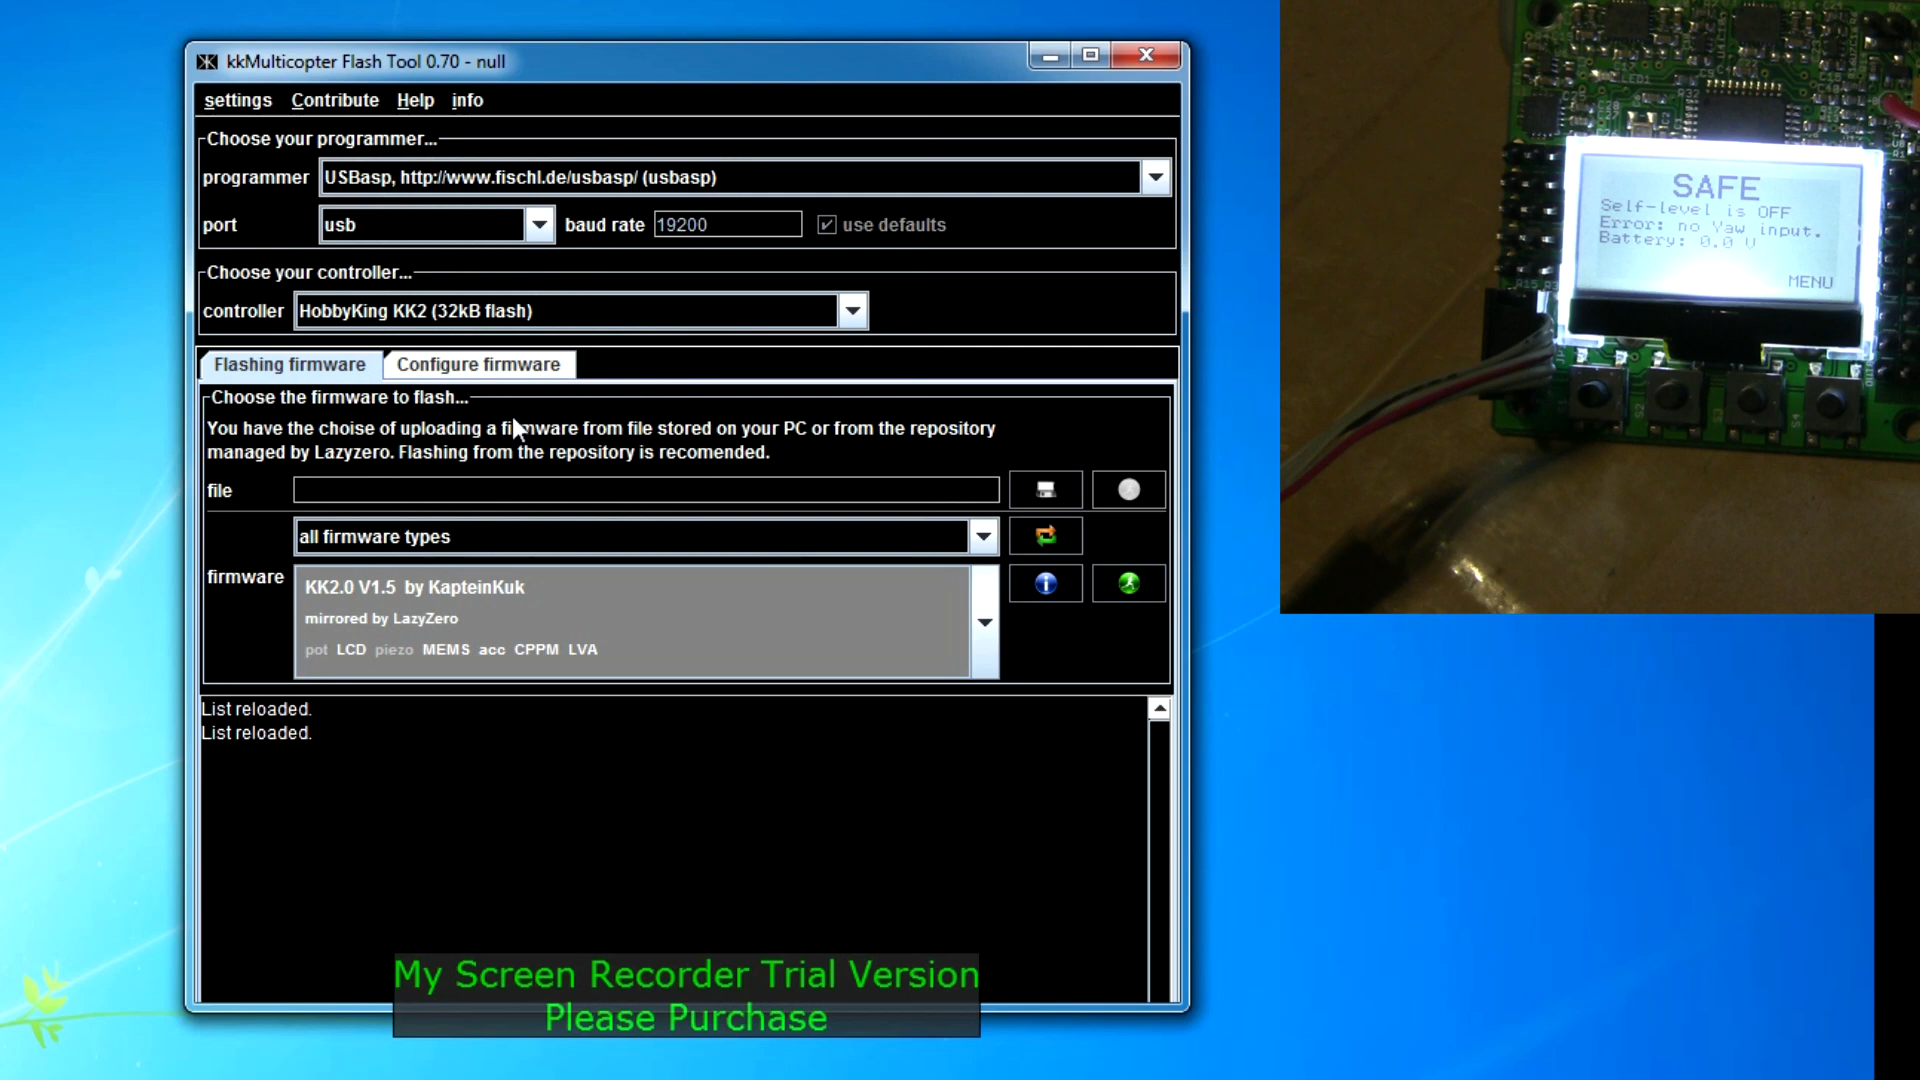 kkMulticopter Flash Tool 0.70 - null
settings Contribute Help info
Choose your programmer...
programmer USBasp, http://www.fischl.de/usbasp/ (usbasp)
port usb baud rate 19200 use defaults
Choose your controller...
controller HobbyKing KK2 (32kB flash)
Flashing firmware Configure firmware
Choose the firmware to flash...
You have the choise of uploading a firmware from file stored on your PC or from the repository
managed by Lazyzero. Flashing from the repository is recomended.
file
all firmware types
firmware
KK2.0 V1.5 by KapteinKuk
mirrored by LazyZero
pot LCD piezo MEMS acc CPPM LVA
List reloaded.
List reloaded.
My Screen Recorder Trial Version
Please Purchase
SAFE
Self-level is OFF
Error: no Yaw input.
Battery: 0.0 V
MENU
S2
S3
S4